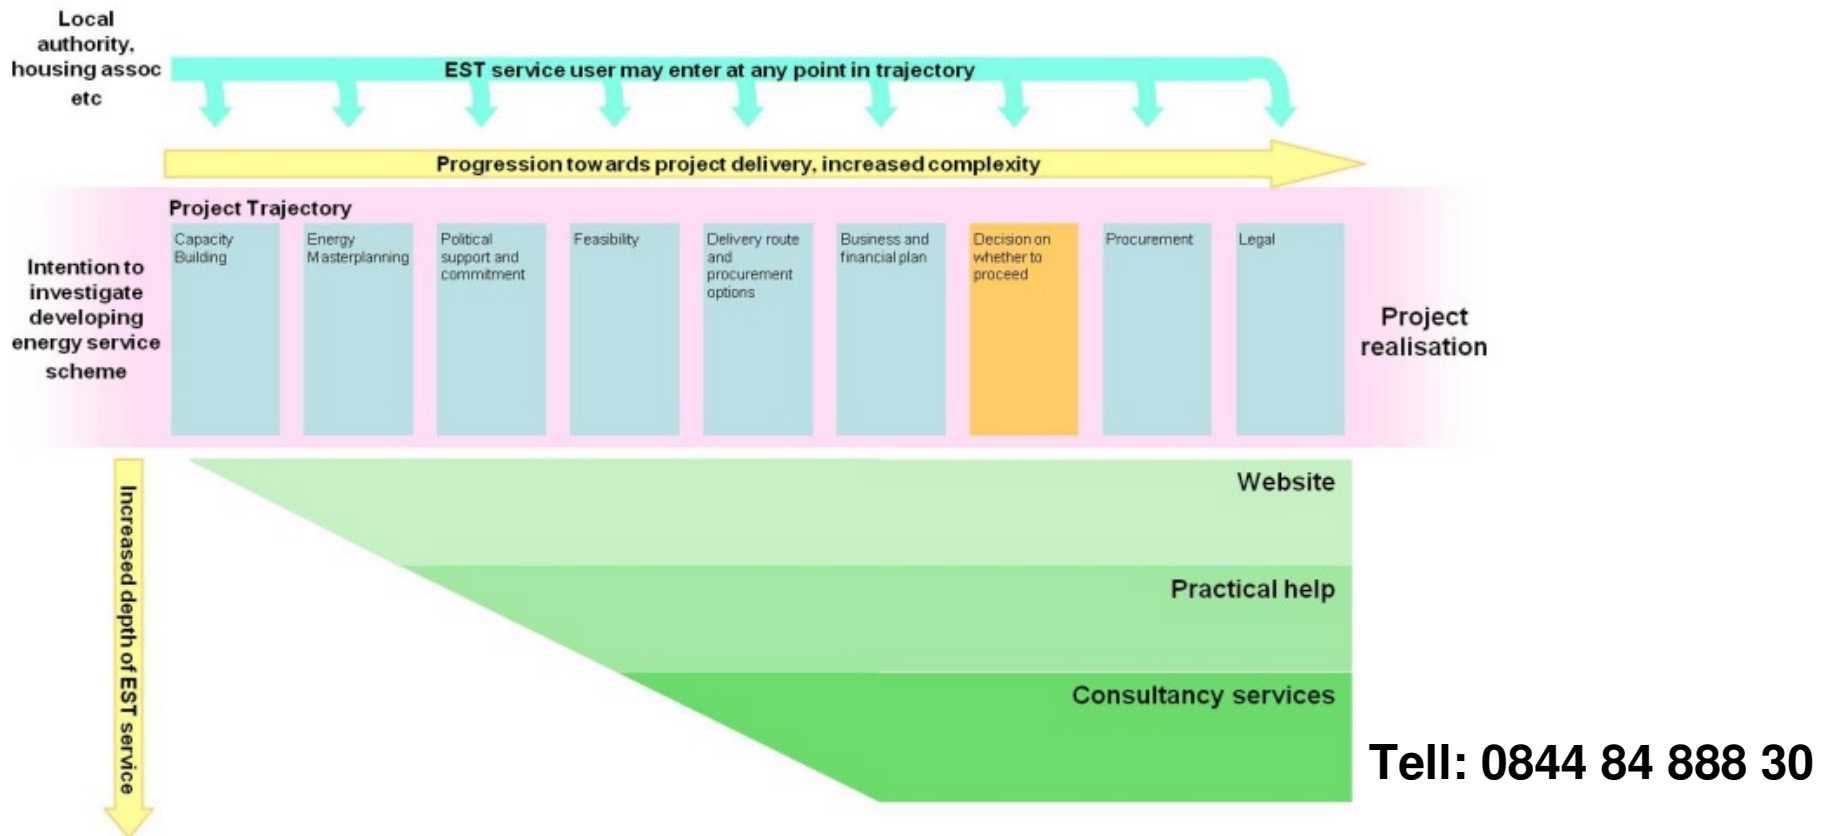 Local
authority,
housing assoc
etc
EST service user may enter at any point in trajectory
Progression towards project delivery, increased complexity
Project Trajectory
Intention to
investigate
developing
energy service
scheme
Capacity
Building
Energy
Masterplanning
Political
support and
commitment
Feasibility
Delivery route
and
procurement
options
Business and
financial plan
Decision on
whether to
proceed
Procurement
Legal
Project
realisation
Increased depth of EST service
Website
Practical help
Consultancy services
Tell: 0844 84 888 30